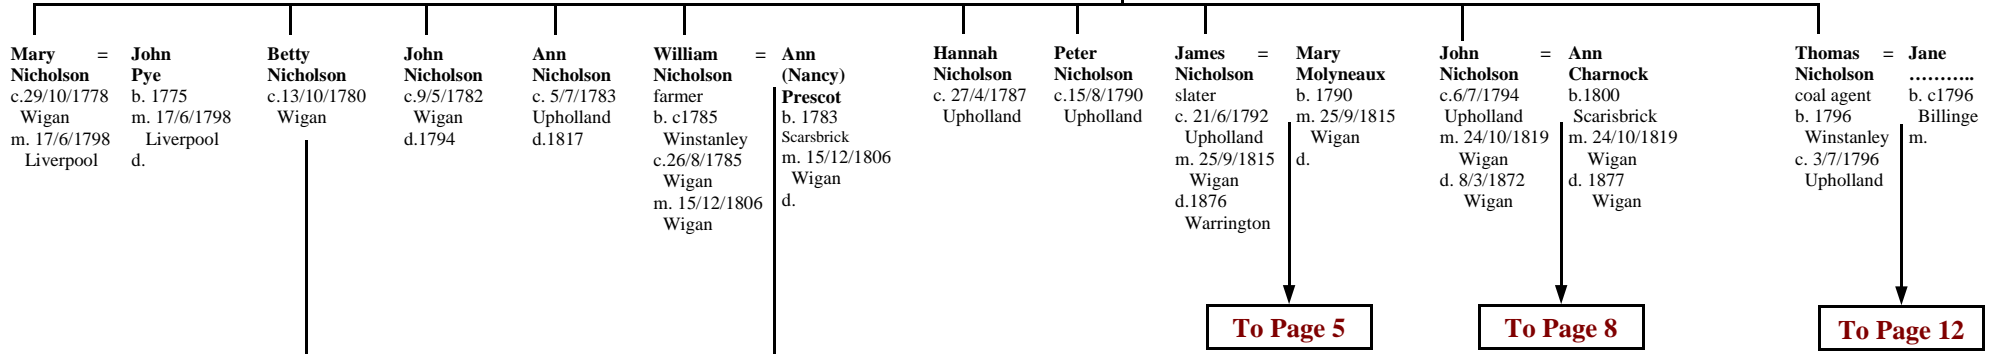 Mary =
Nicholson
c.29/10/1778
Wigan
m. 17/6/1798
Liverpool
John
Pye
b. 1775
m. 17/6/1798
Liverpool
d.
Betty
Nicholson
c.13/10/1780
Wigan
John
Nicholson
c.9/5/1782
Wigan
d.1794
Ann
Nicholson
c. 5/7/1783
Upholland
d.1817
William =
Nicholson
farmer
b. c1785
Winstanley
c.26/8/1785
Wigan
m. 15/12/1806
Wigan
Ann
(Nancy)
Prescot
b. 1783
Scarsbrick
m. 15/12/1806
Wigan
d.
Hannah
Nicholson
c. 27/4/1787
Upholland
Peter
Nicholson
c.15/8/1790
Upholland
James =
Nicholson
slater
c. 21/6/1792
Upholland
m. 25/9/1815
Wigan
d.1876
Warrington
Mary
Molyneaux
b. 1790
m. 25/9/1815
Wigan
d.
To Page 5
John =
Nicholson
c.6/7/1794
Upholland
m. 24/10/1819
Wigan
d. 8/3/1872
Wigan
Ann
Charnock
b.1800
Scarisbrick
m. 24/10/1819
Wigan
d. 1877
Wigan
To Page 8
Thomas =
Nicholson
coal agent
b. 1796
Winstanley
c. 3/7/1796
Upholland
Jane
………..
b. c1796
Billinge
m.
To Page 12